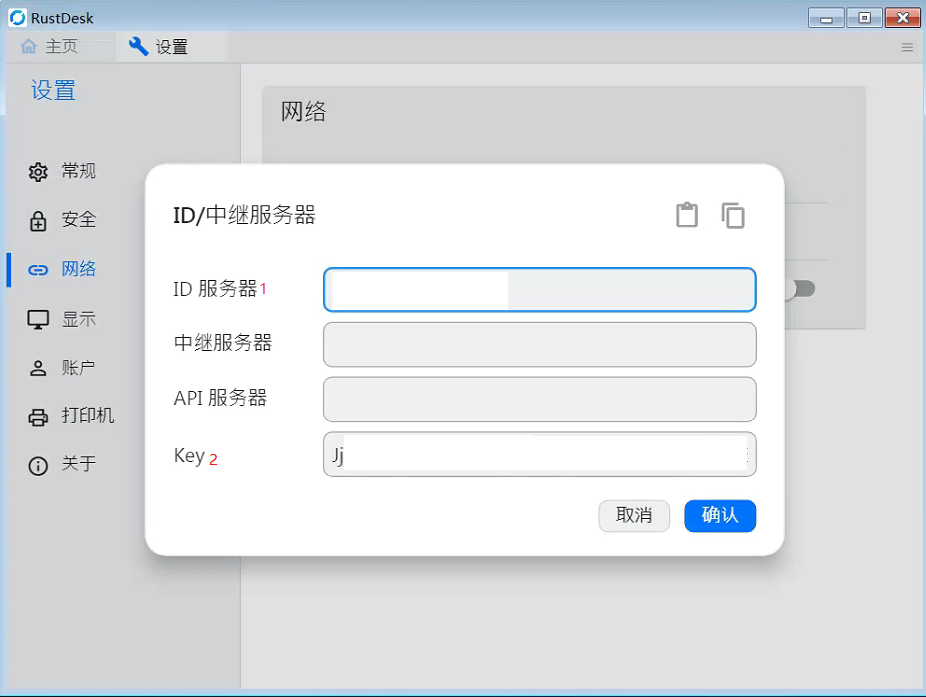 RustDesk
主页
设置
设置
网络
常规
安全
网络
显示
账户
打印机
关于
ID/中继服务器
ID 服务器1
中继服务器
API 服务器
Key 2
Jj
取消
确认